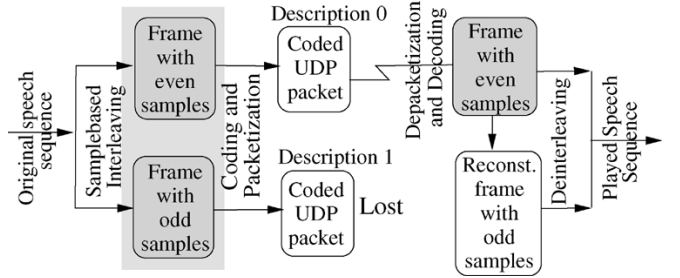 Original speech
sequence
Samplebased
Interleaving
Frame
with
even
samples
Frame
with
odd
samples
Coding and
Packetization
Description 0
Coded
UDP
packet
Description 1
Coded
UDP
packet
Lost
Depacketization
and Decoding
Frame
with
even
samples
Reconst.
frame
with
odd
samples
Deinterleaving
Played Speech
Sequence